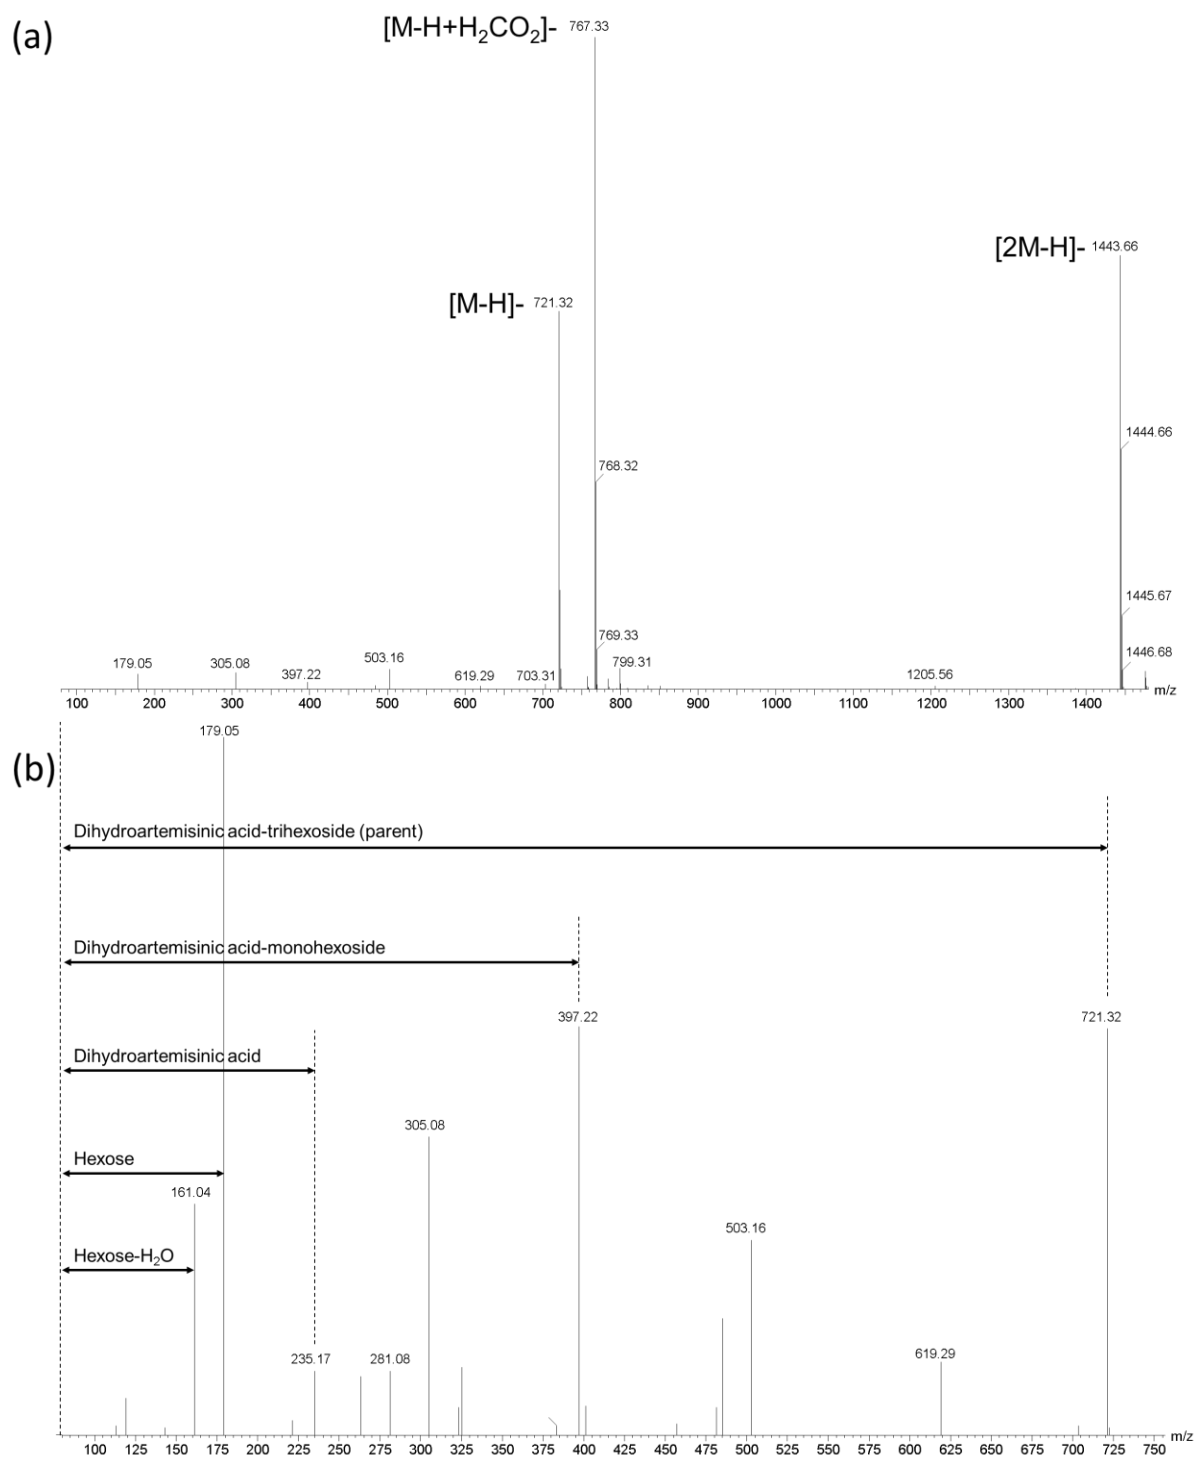 (a)
[M-H+H₂CO₂]- 767.33
[2M-H]- 1443.66
[M-H]- 721.32
1444.66
768.32
1445.67
769.33
1446.68
179.05 305.08 397.22 503.16 619.29 703.31 799.31 1205.56
100 200 300 400 500 600 700 800 900 1000 1100 1200 1300 1400 m/z
(b)
179.05
Dihydroartemisinic acid-trihexoside (parent)
Dihydroartemisinic acid-monohexoside
397.22 721.32
Dihydroartemisinic acid
305.08
Hexose
161.04
503.16
Hexose-H₂O
235.17 281.08 619.29
100 125 150 175 200 225 250 275 300 325 350 375 400 425 450 475 500 525 550 575 600 625 650 675 700 725 750 m/z